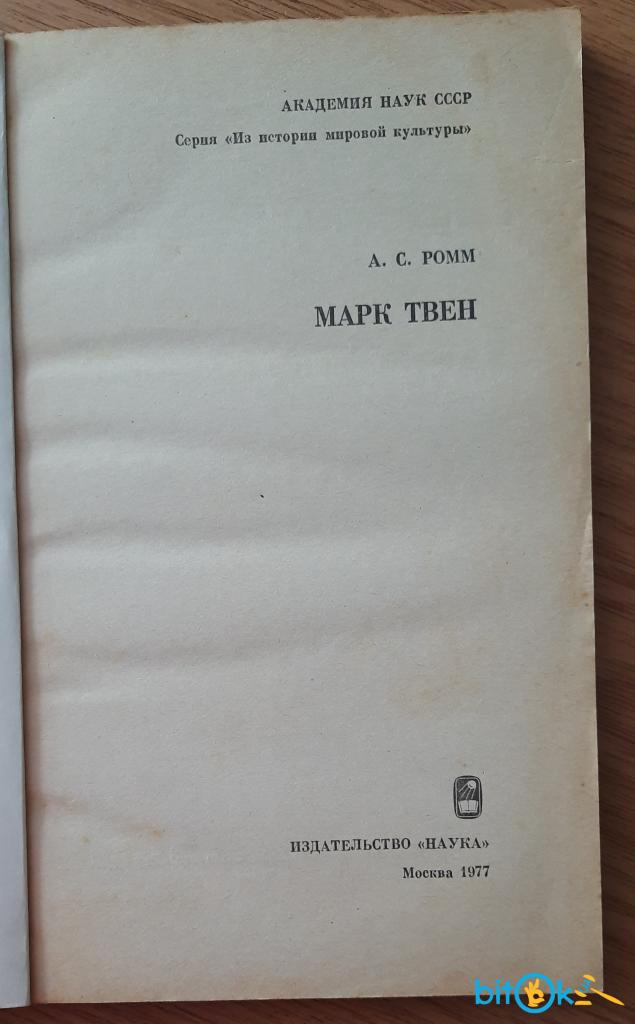 АКАДЕМИЯ НАУК СССР
Серия «Из истории мировой культуры»
А. С. РОММ
МАРК ТВЕН
ИЗДАТЕЛЬСТВО «НАУКА»
Москва 1977
bitOk